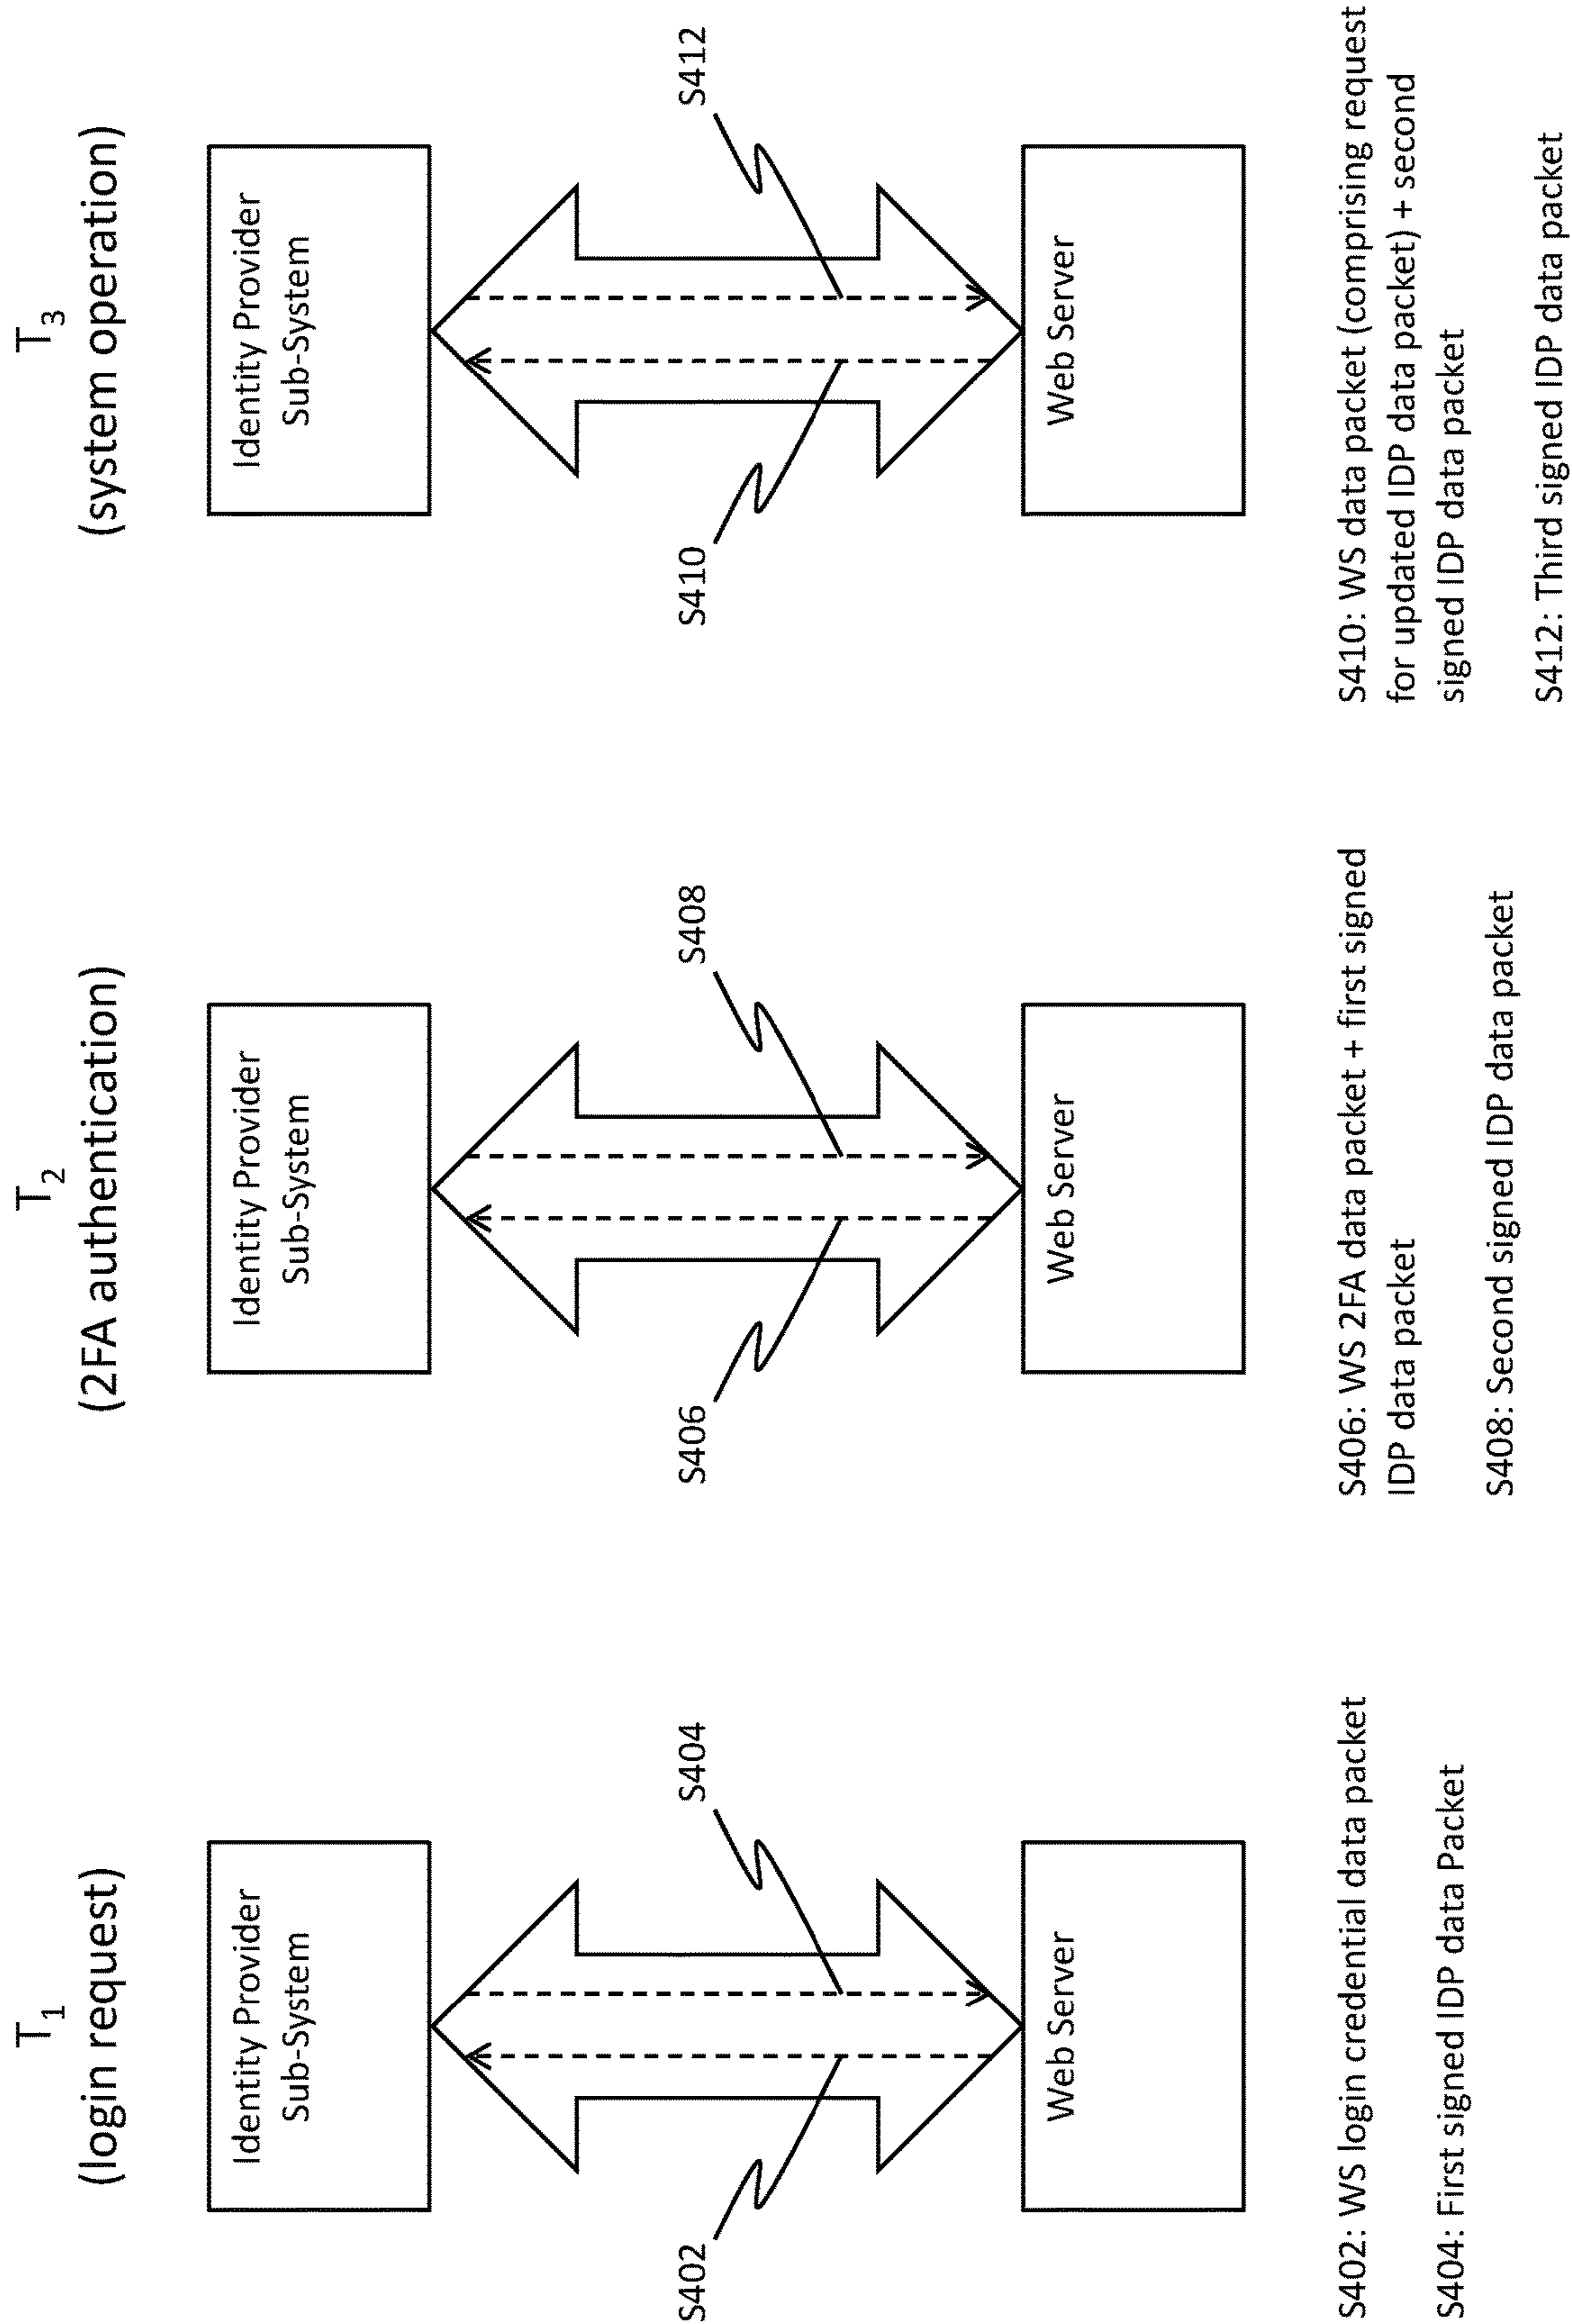 T1
(login request)
Identity Provider
Sub-System
S402
S404
Web Server
S402: WS login credential data packet
S404: First signed IDP data Packet
T2
(2FA authentication)
Identity Provider
Sub-System
S406
S408
Web Server
S406: WS 2FA data packet + first signed
IDP data packet
S408: Second signed IDP data packet
T3
(system operation)
Identity Provider
Sub-System
S410
S412
Web Server
S410: WS data packet (comprising request
for updated IDP data packet) + second
signed IDP data packet
S412: Third signed IDP data packet